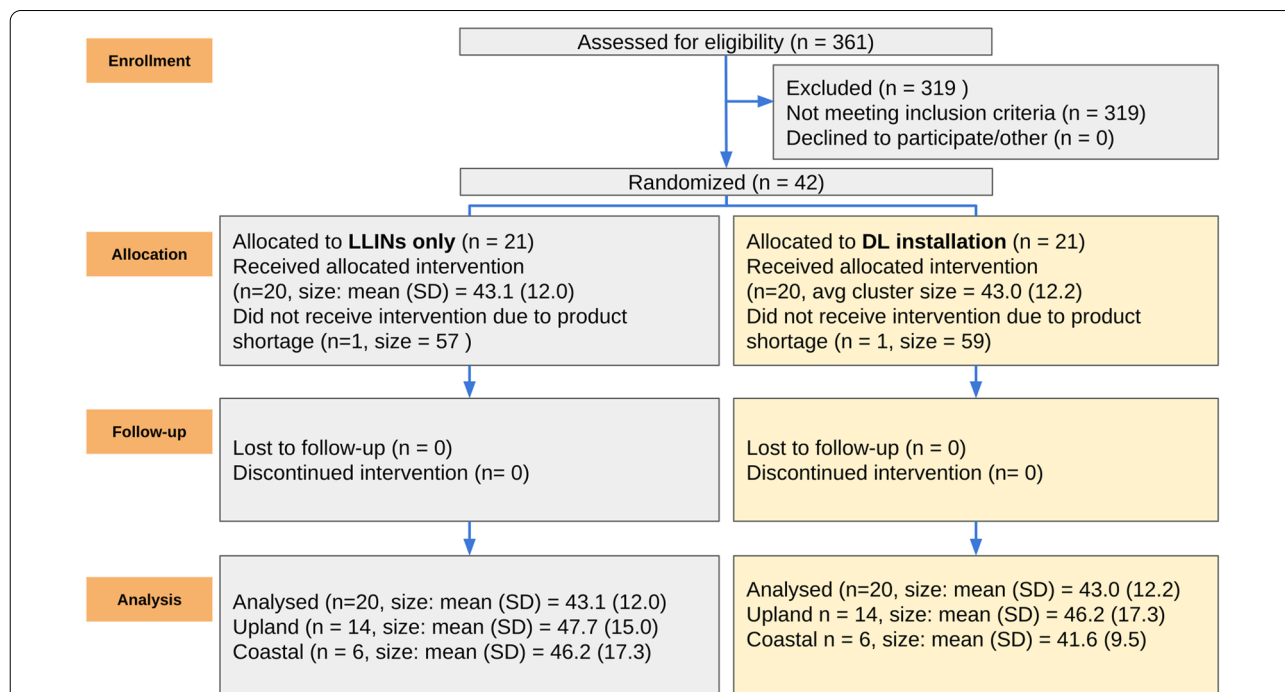 Enrollment
Assessed for eligibility (n = 361)
Excluded (n = 319 )
Not meeting inclusion criteria (n = 319)
Declined to participate/other (n = 0)
Randomized (n = 42)
Allocation
Allocated to LLINs only (n = 21)
Received allocated intervention
(n=20, size: mean (SD) = 43.1 (12.0)
Did not receive intervention due to product
shortage (n=1, size = 57 )
Allocated to DL installation (n = 21)
Received allocated intervention
(n=20, avg cluster size = 43.0 (12.2)
Did not receive intervention due to product
shortage (n = 1, size = 59)
Follow-up
Lost to follow-up (n = 0)
Discontinued intervention (n= 0)
Lost to follow-up (n = 0)
Discontinued intervention (n= 0)
Analysis
Analysed (n=20, size: mean (SD) = 43.1 (12.0)
Upland (n = 14, size: mean (SD) = 47.7 (15.0)
Coastal (n = 6, size: mean (SD) = 46.2 (17.3)
Analysed (n=20, size: mean (SD) = 43.0 (12.2)
Upland n = 14, size: mean (SD) = 46.2 (17.3)
Coastal n = 6, size: mean (SD) = 41.6 (9.5)